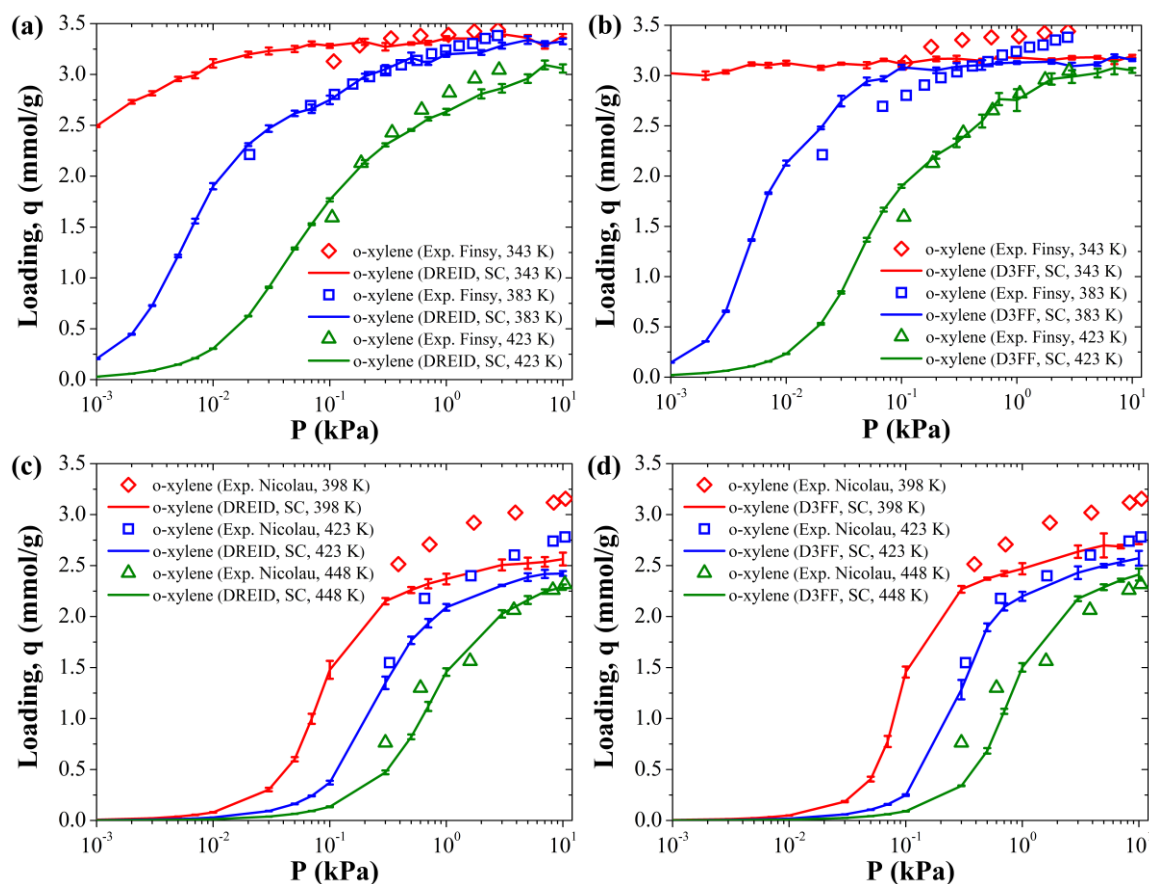 (a)
3.5
3.0
2.5
2.0
1.5
1.0
0.5
0.0
Loading, q (mmol/g)
o-xylene (Exp. Finsy, 343 K)
o-xylene (DREID, SC, 343 K)
o-xylene (Exp. Finsy, 383 K)
o-xylene (DREID, SC, 383 K)
o-xylene (Exp. Finsy, 423 K)
o-xylene (DREID, SC, 423 K)
10⁻³ 10⁻² 10⁻¹ 10⁰ 10¹
P (kPa)
(b)
3.5
3.0
2.5
2.0
1.5
1.0
0.5
0.0
Loading, q (mmol/g)
o-xylene (Exp. Finsy, 343 K)
o-xylene (D3FF, SC, 343 K)
o-xylene (Exp. Finsy, 383 K)
o-xylene (D3FF, SC, 383 K)
o-xylene (Exp. Finsy, 423 K)
o-xylene (D3FF, SC, 423 K)
10⁻³ 10⁻² 10⁻¹ 10⁰ 10¹
P (kPa)
(c)
3.5
3.0
2.5
2.0
1.5
1.0
0.5
0.0
Loading, q (mmol/g)
o-xylene (Exp. Nicolau, 398 K)
o-xylene (DREID, SC, 398 K)
o-xylene (Exp. Nicolau, 423 K)
o-xylene (DREID, SC, 423 K)
o-xylene (Exp. Nicolau, 448 K)
o-xylene (DREID, SC, 448 K)
10⁻³ 10⁻² 10⁻¹ 10⁰ 10¹
P (kPa)
(d)
3.5
3.0
2.5
2.0
1.5
1.0
0.5
0.0
Loading, q (mmol/g)
o-xylene (Exp. Nicolau, 398 K)
o-xylene (D3FF, SC, 398 K)
o-xylene (Exp. Nicolau, 423 K)
o-xylene (D3FF, SC, 423 K)
o-xylene (Exp. Nicolau, 448 K)
o-xylene (D3FF, SC, 448 K)
10⁻³ 10⁻² 10⁻¹ 10⁰ 10¹
P (kPa)